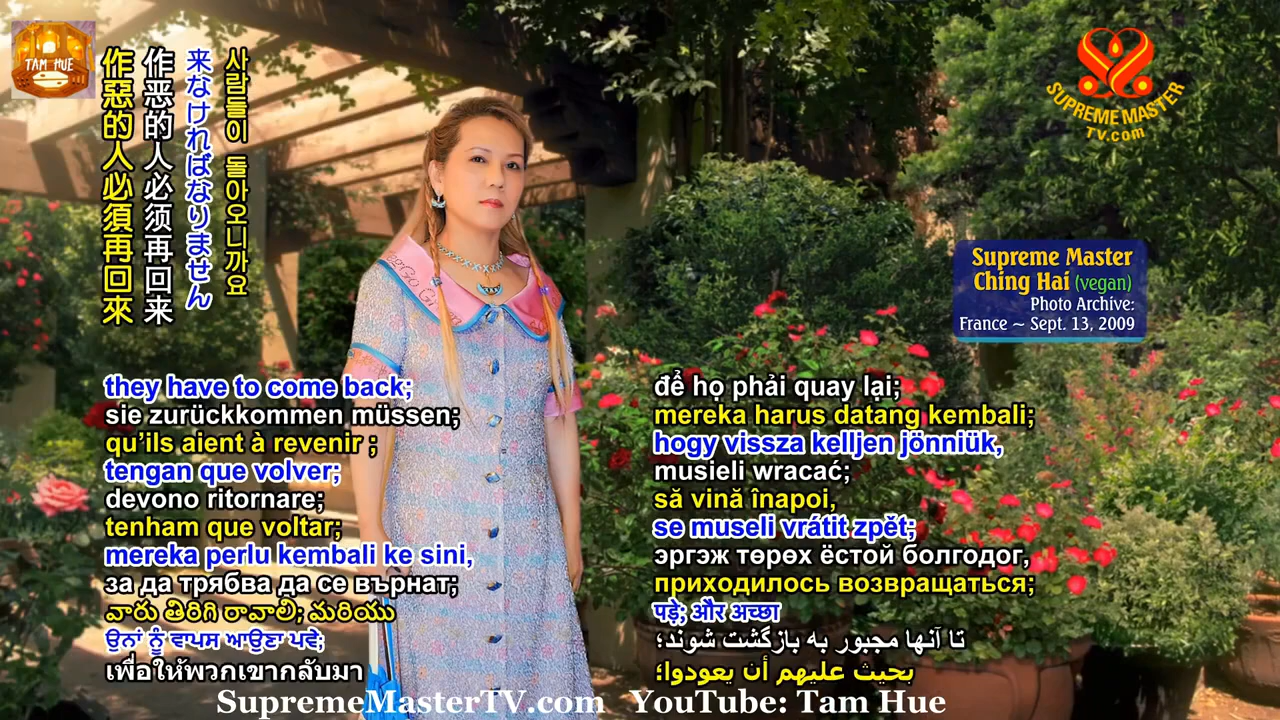 TAM HUE
作惡的人必須再回來
作恶的人必须再回来
来なければなりません
사람들이 돌아오니까요
SUPREME MASTER
TV.com
Supreme Master
Ching Hai (vegan)
Photo Archive:
France ~ Sept. 13, 2009
they have to come back;
sie zurückkommen müssen;
qu’ils aient à revenir ;
tengan que volver;
devono ritornare;
tenham que voltar;
mereka perlu kembali ke sini,
за да трябва да се върнат;
వారు తిరిగి రావాలి; మరియు
ਉਨਾਂ ਨੂੰ ਵਾਪਸ ਆਉਣਾ ਪਵੇ;
เพื่อให้พวกเขากลับมา
để họ phải quay lại;
mereka harus datang kembali;
hogy vissza kelljen jönniük,
musieli wracać;
să vină înapoi,
se museli vrátit zpět;
эргэж төрөх ёстой болгодог,
приходилось возвращаться;
पड़े; और अच्छा
تا آنها مجبور به بازگشت شوند؛
بحيث عليهم أن يعودوا؛
SupremeMasterTV.com YouTube: Tam Hue